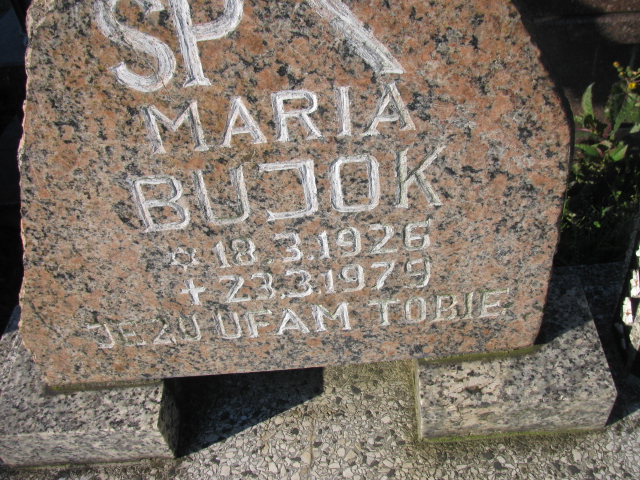 SP
MARIA
BUJOK
☼ 18.3.1926
+ 23.3.1979
JEZU UFAM TOBIE